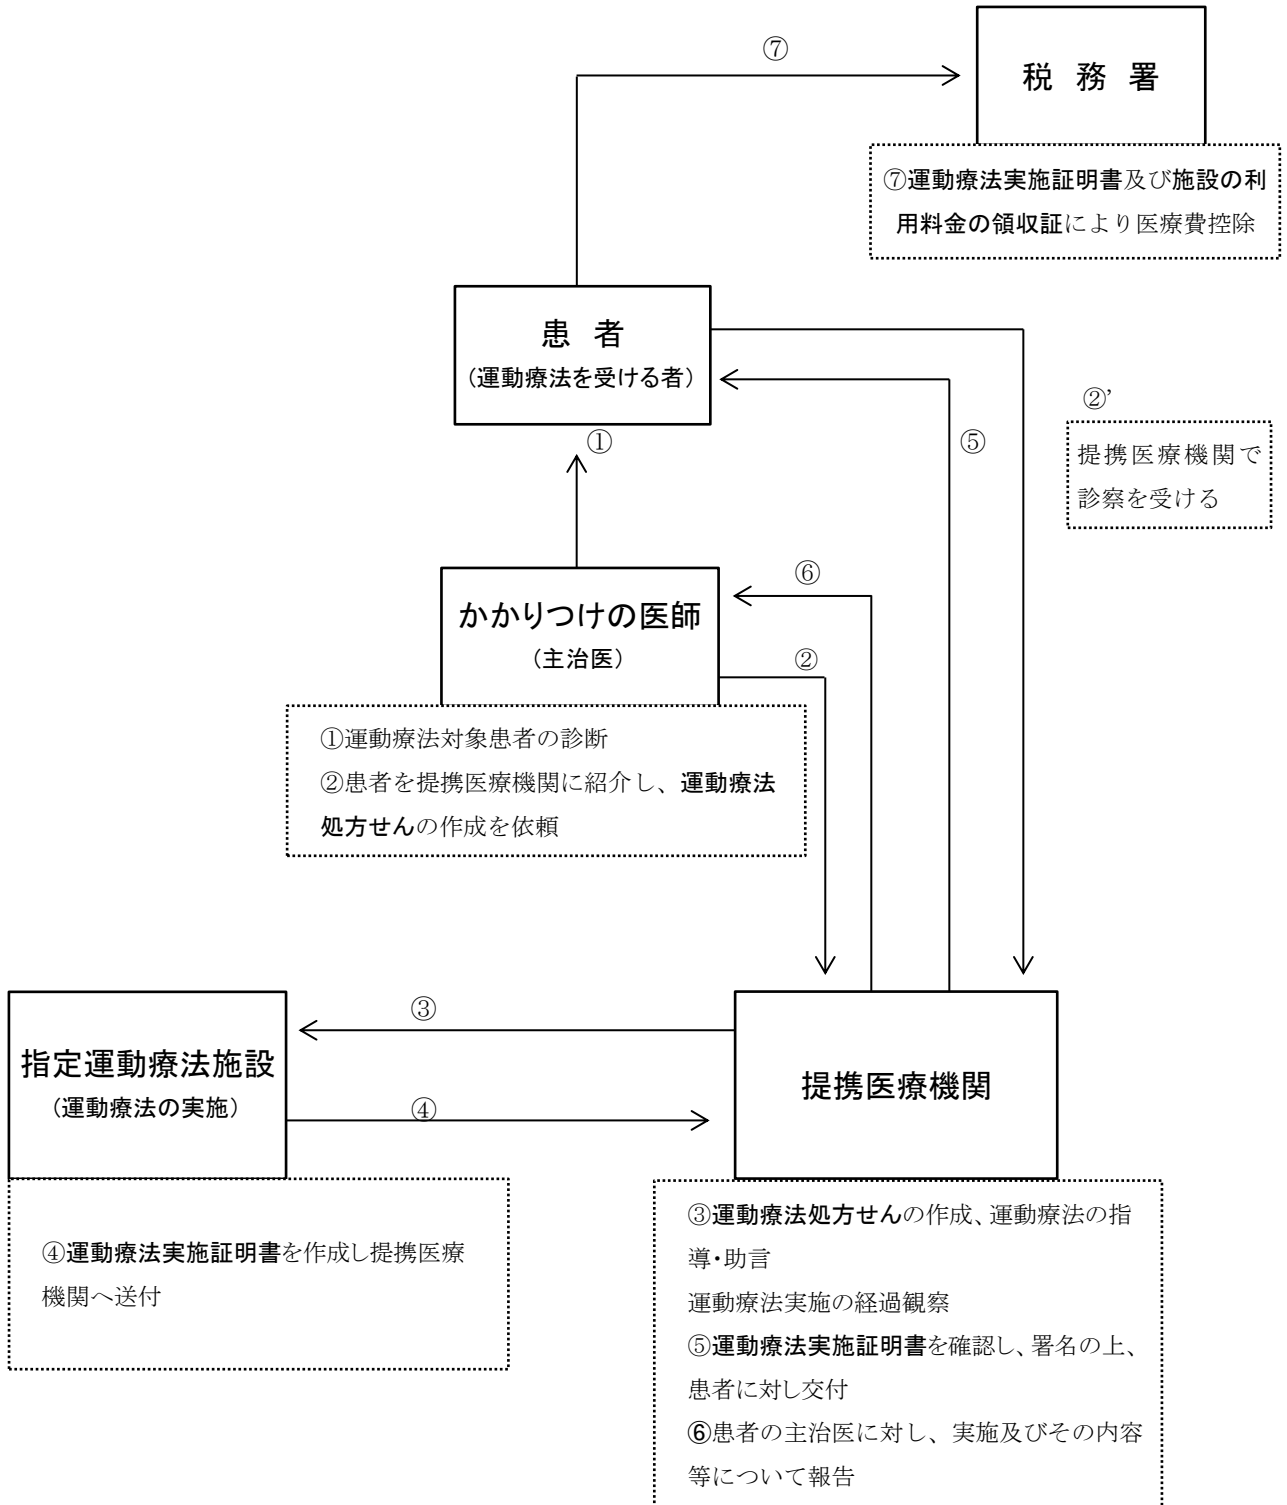 ⑦
税 務 署
⑦運動療法実施証明書及び施設の利
用料金の領収証により医療費控除
患 者
（運動療法を受ける者）
②’
提携医療機関で
診察を受ける
①
⑤
⑥
かかりつけの医師
（主治医）
②
①運動療法対象患者の診断
②患者を提携医療機関に紹介し、運動療法
処方せんの作成を依頼
③
指定運動療法施設
（運動療法の実施）
④
提携医療機関
④運動療法実施証明書を作成し提携医療
機関へ送付
③運動療法処方せんの作成、運動療法の指
導・助言
運動療法実施の経過観察
⑤運動療法実施証明書を確認し、署名の上、
患者に対し交付
⑥患者の主治医に対し、実施及びその内容
等について報告